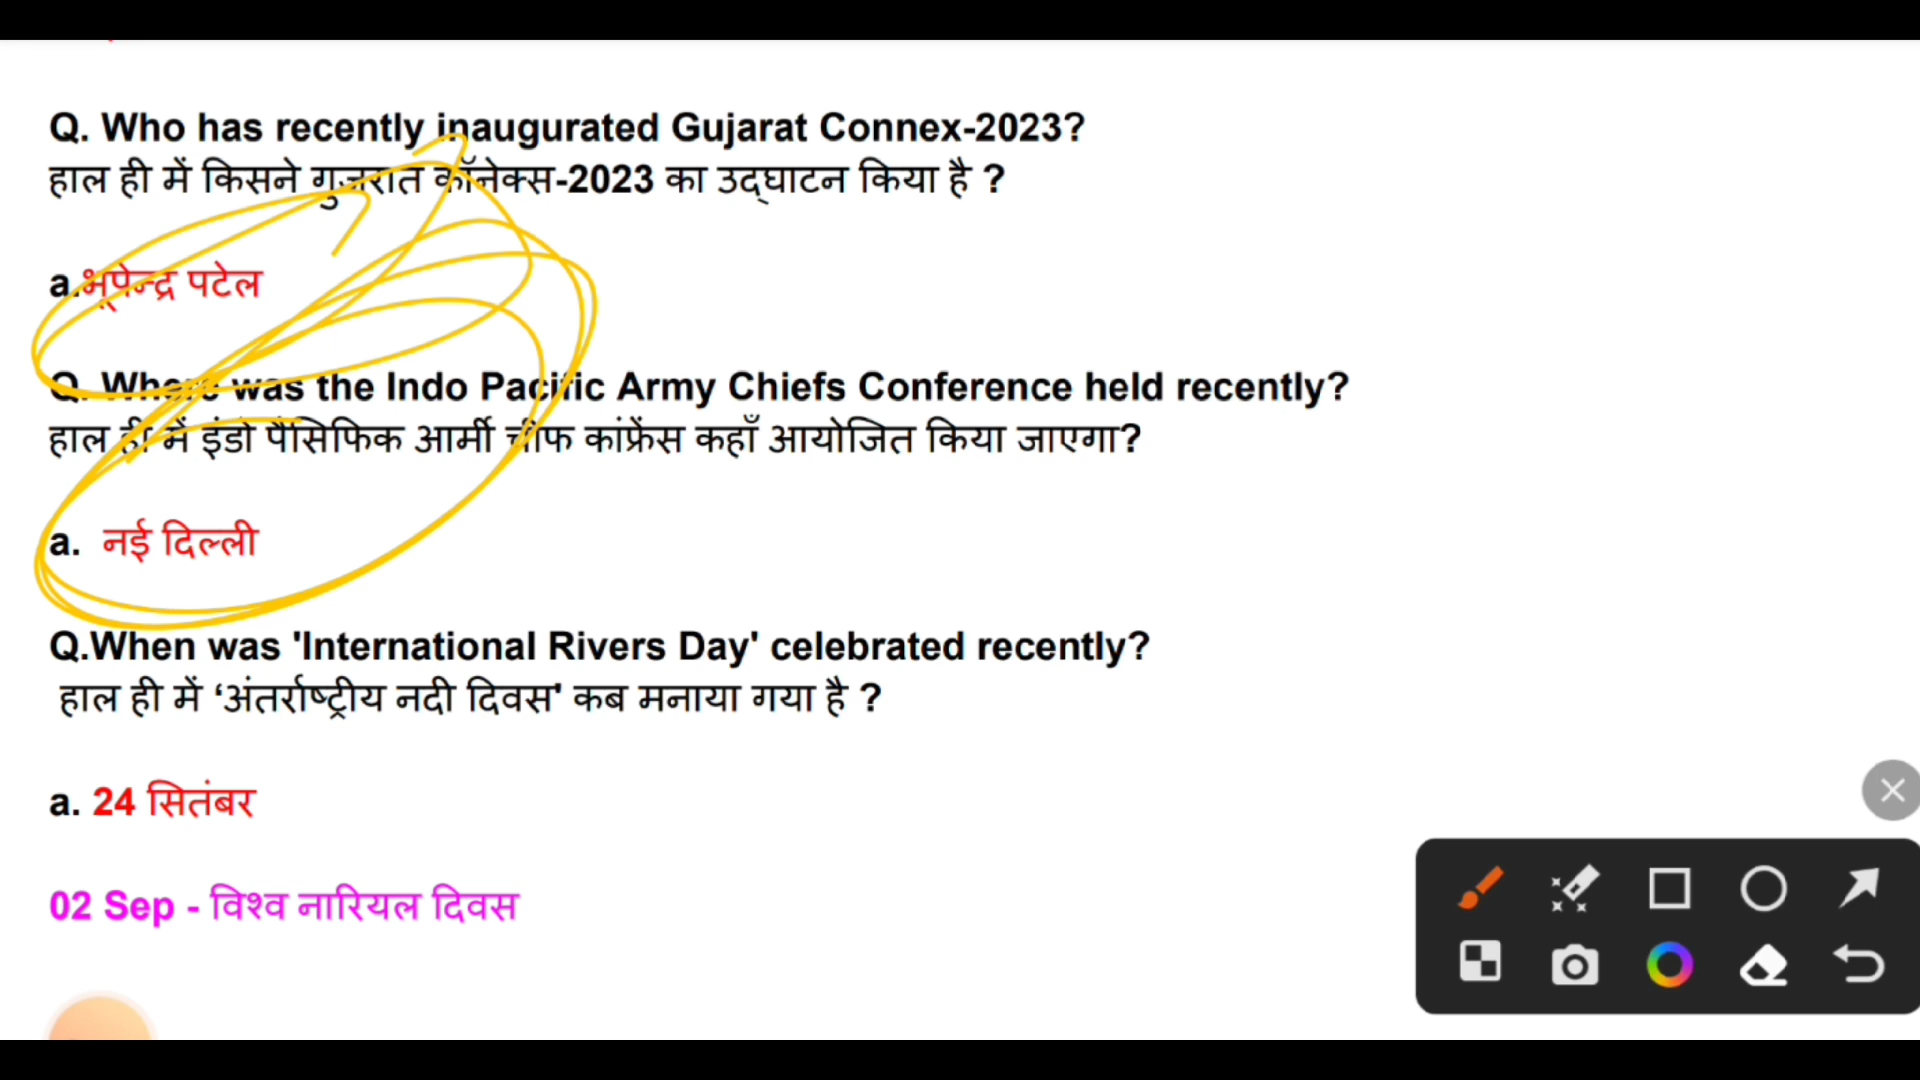 Q. Who has recently inaugurated Gujarat Connex-2023?
हाल ही में किसने गुजरात कॉनेक्स-2023 का उद्घाटन किया है ?
a.भूपेन्द्र पटेल
Q. Where was the Indo Pacific Army Chiefs Conference held recently?
हाल ही में इंडो पैसिफिक आर्मी चीफ कांफ्रेंस कहाँ आयोजित किया जाएगा?
a. नई दिल्ली
Q.When was 'International Rivers Day' celebrated recently?
हाल ही में ‘अंतर्राष्ट्रीय नदी दिवस' कब मनाया गया है ?
a. 24 सितंबर
02 Sep - विश्व नारियल दिवस